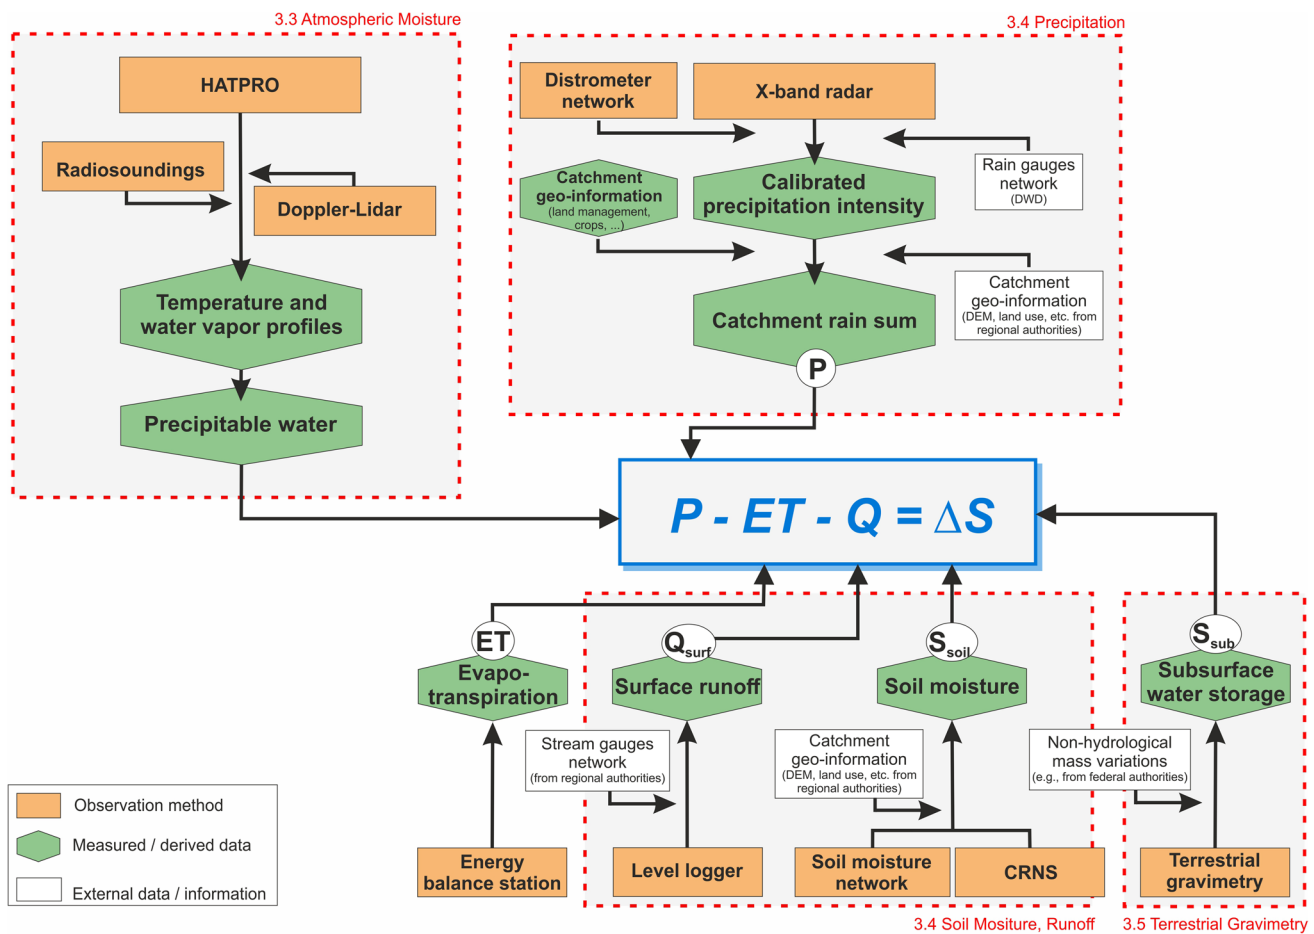 3.3 Atmospheric Moisture
HATPRO
Radiosoundings
Doppler-Lidar
Temperature and
water vapor profiles
Precipitable water
3.4 Precipitation
Distrometer
network
X-band radar
Rain gauges
network
(DWD)
Catchment
geo-information
(land management,
crops, ...)
Calibrated
precipitation intensity
Catchment
geo-information
(DEM, land use, etc. from
regional authorities)
Catchment rain sum
P
P - ET - Q = ΔS
ET
Evapo-
transpiration
Energy
balance station
Qsurf
Surface runoff
Stream gauges
network
(from regional authorities)
Level logger
Ssoil
Soil moisture
Catchment
geo-information
(DEM, land use, etc. from
regional authorities)
Soil moisture
network
CRNS
3.4 Soil Mositure, Runoff
Ssub
Subsurface
water storage
Non-hydrological
mass variations
(e.g., from federal authorities)
Terrestrial
gravimetry
3.5 Terrestrial Gravimetry
Observation method
Measured / derived data
External data / information